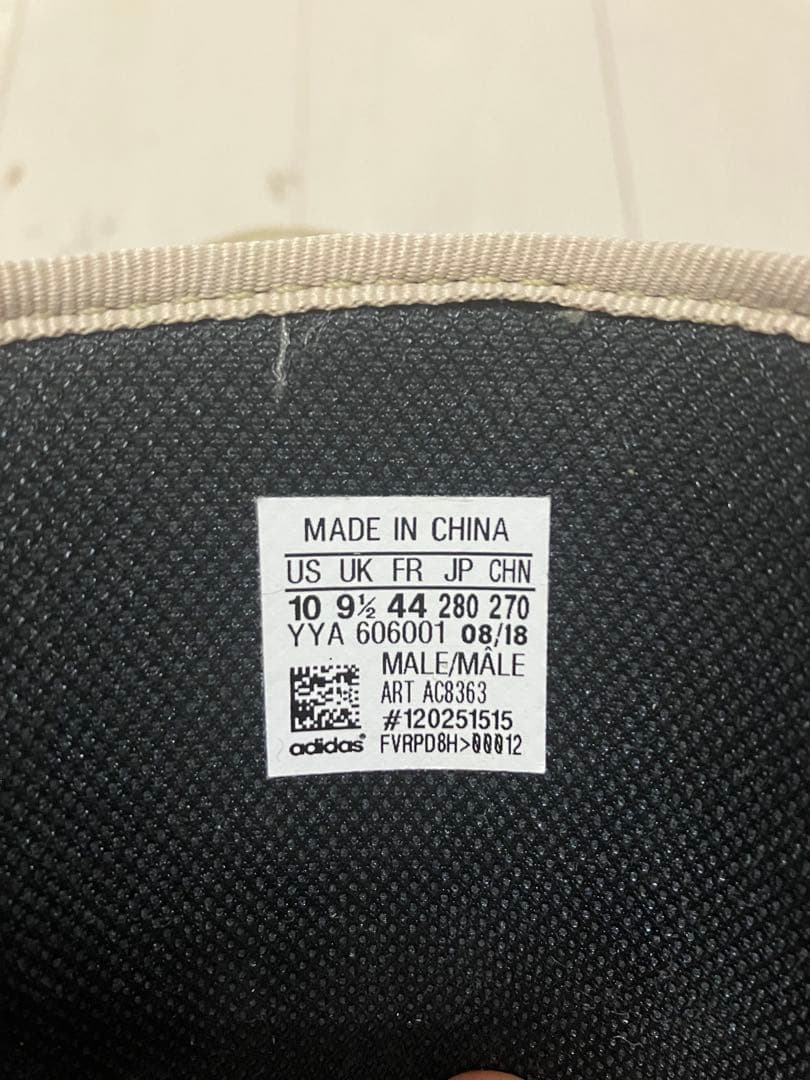 MADE IN CHINA
US UK FR JP CHN
10 9½ 44 280 270
YYA 606001 08/18
MALE/MÂLE
ART AC8363
#120251515
adidas® FVRPD8H>00012